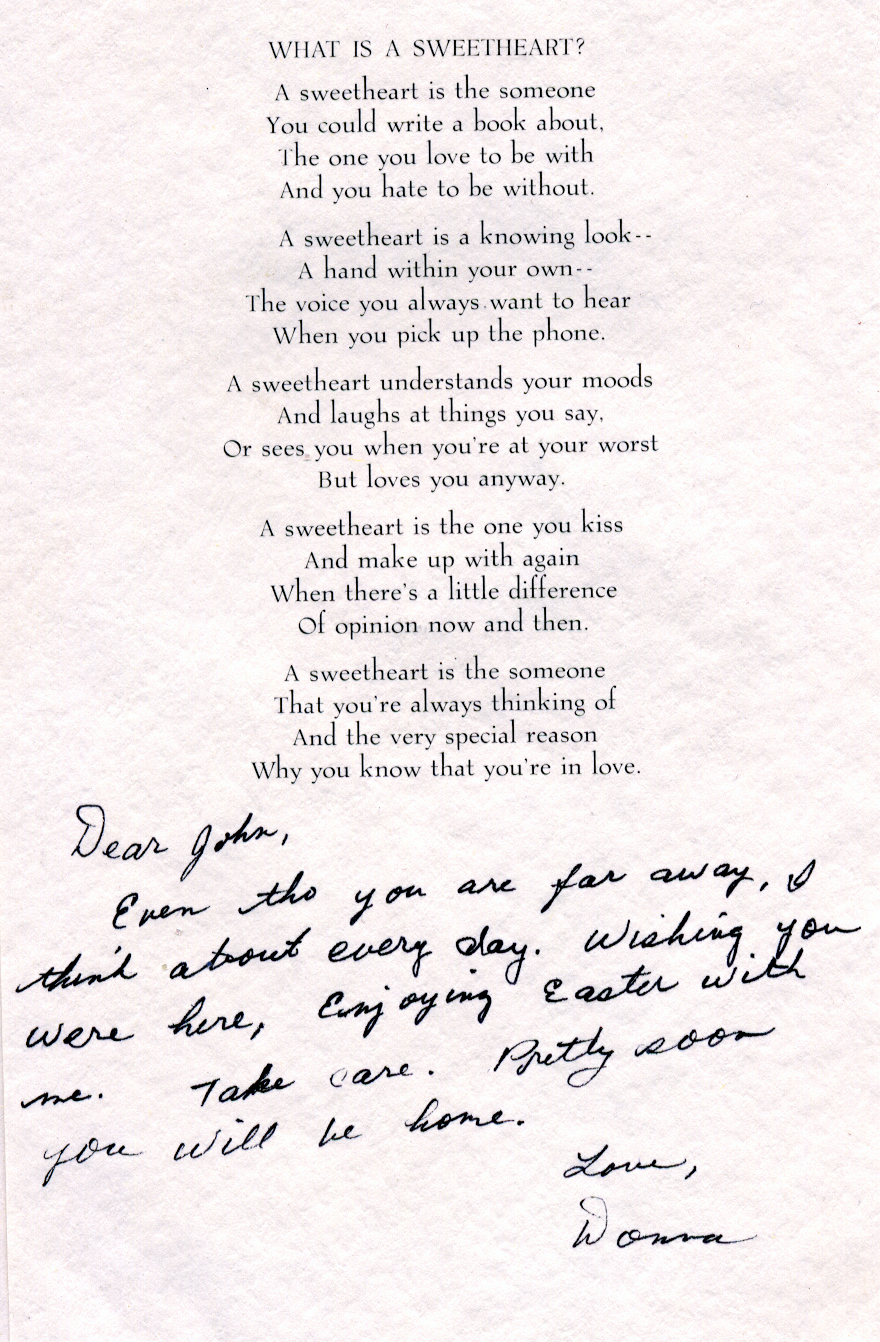 WHAT IS A SWEETHEART?
A sweetheart is the someone
You could write a book about,
The one you love to be with
And you hate to be without.
A sweetheart is a knowing look--
A hand within your own--
The voice you always want to hear
When you pick up the phone.
A sweetheart understands your moods
And laughs at things you say,
Or sees you when you're at your worst
But loves you anyway.
A sweetheart is the one you kiss
And make up with again
When there's a little difference
Of opinion now and then.
A sweetheart is the someone
That you're always thinking of
And the very special reason
Why you know that you're in love.
Dear John,
Even tho you are far away, I
think about every day. Wishing you
were here, Enjoying Easter with
me. Take care. Pretty soon
you will be home.
Love,
Donna